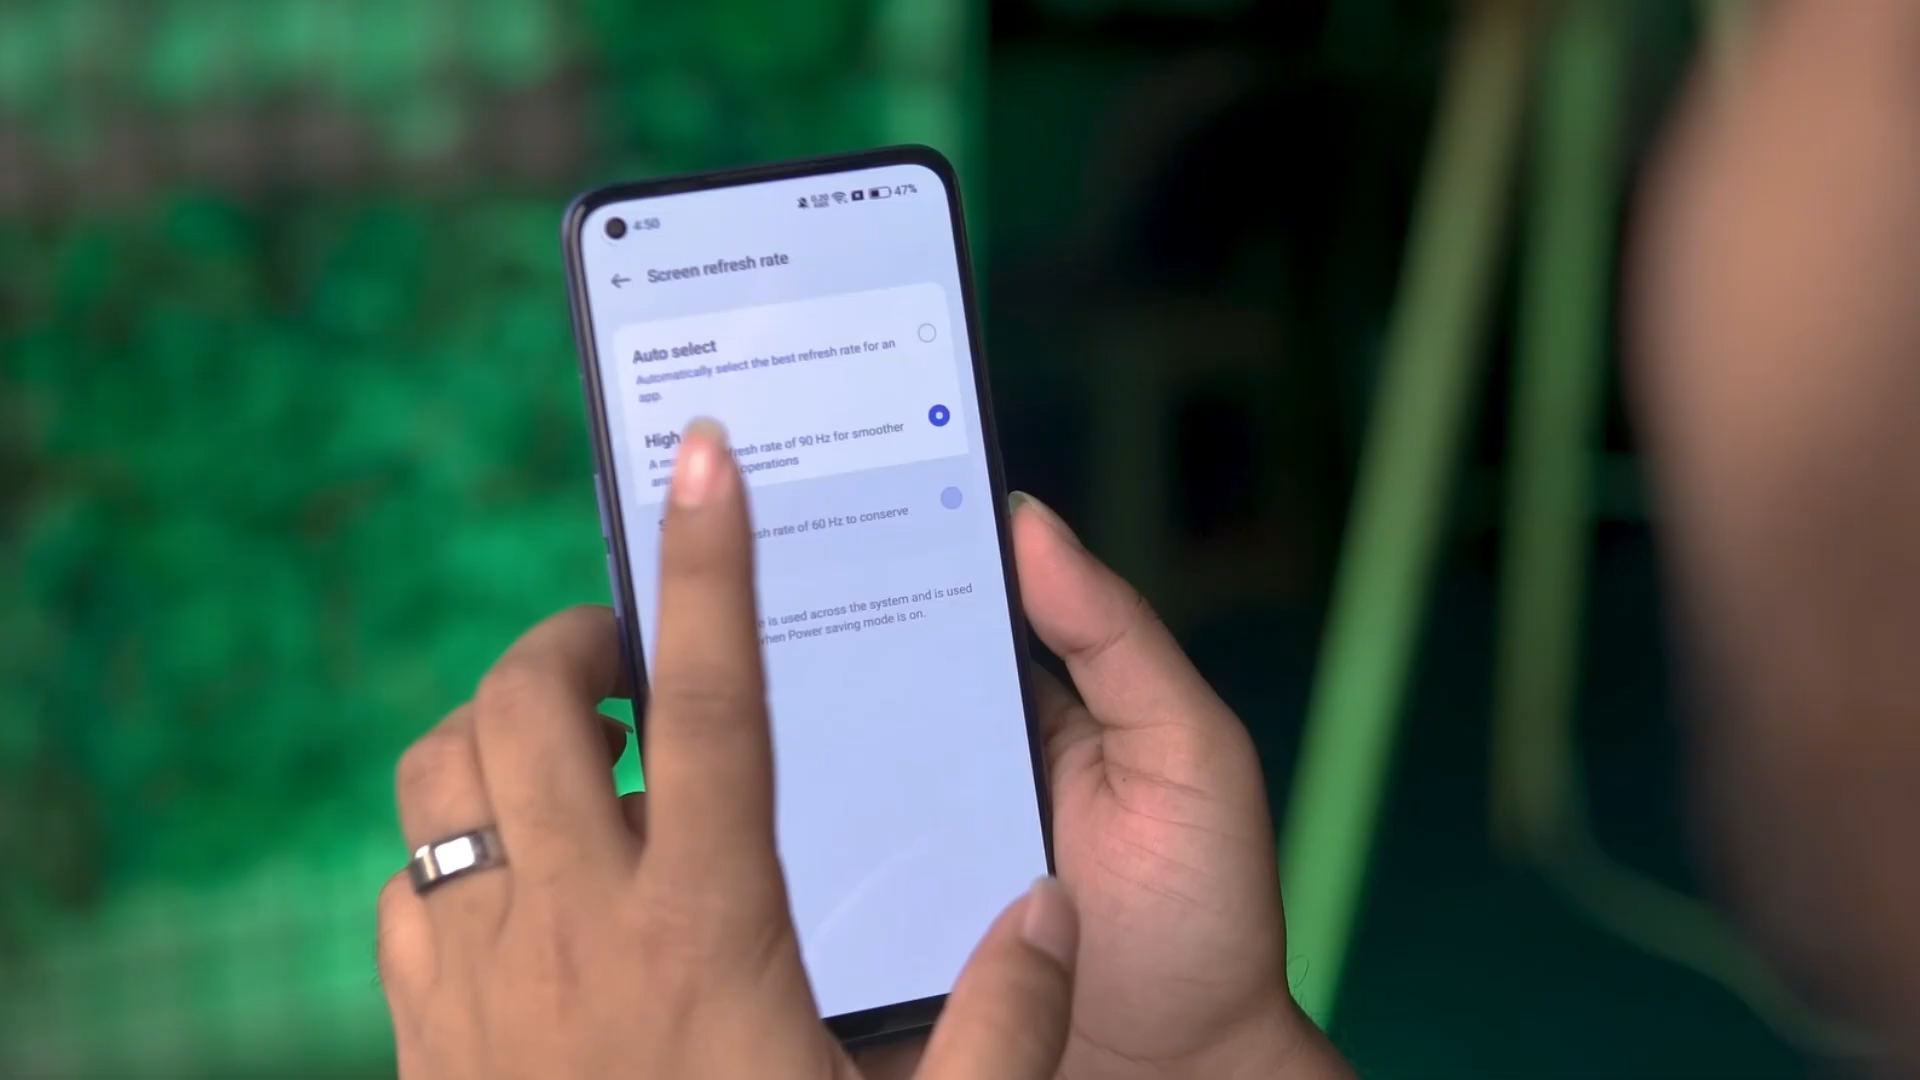 4:50
47%
Screen refresh rate
Auto select
Automatically select the best refresh rate for an
app.
High
A fresh rate of 90 Hz for smoother
operations
sh rate of 60 Hz to conserve
e is used across the system and is used
when Power saving mode is on.